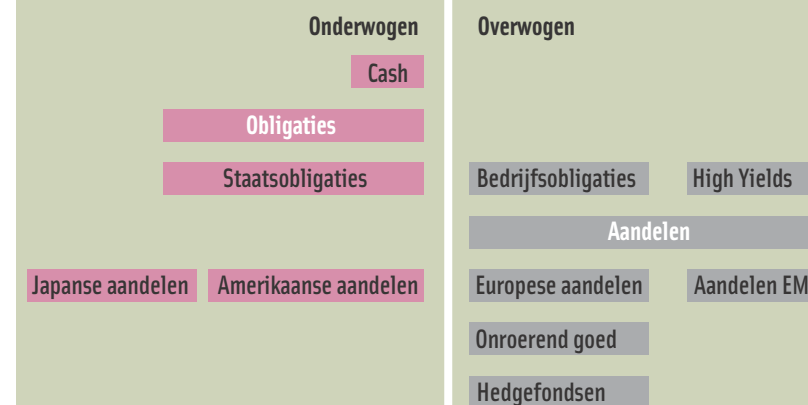 Onderwogen Overwogen
Cash
Obligaties
Staatsobligaties Bedrijfsobligaties High Yields
Aandelen
Japanse aandelen Amerikaanse aandelen Europese aandelen Aandelen EM
Onroerend goed
Hedgefondsen